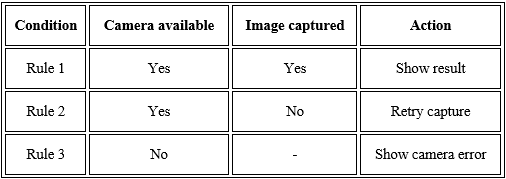 Condition Camera available Image captured Action
Rule 1 Yes Yes Show result
Rule 2 Yes No Retry capture
Rule 3 No - Show camera error